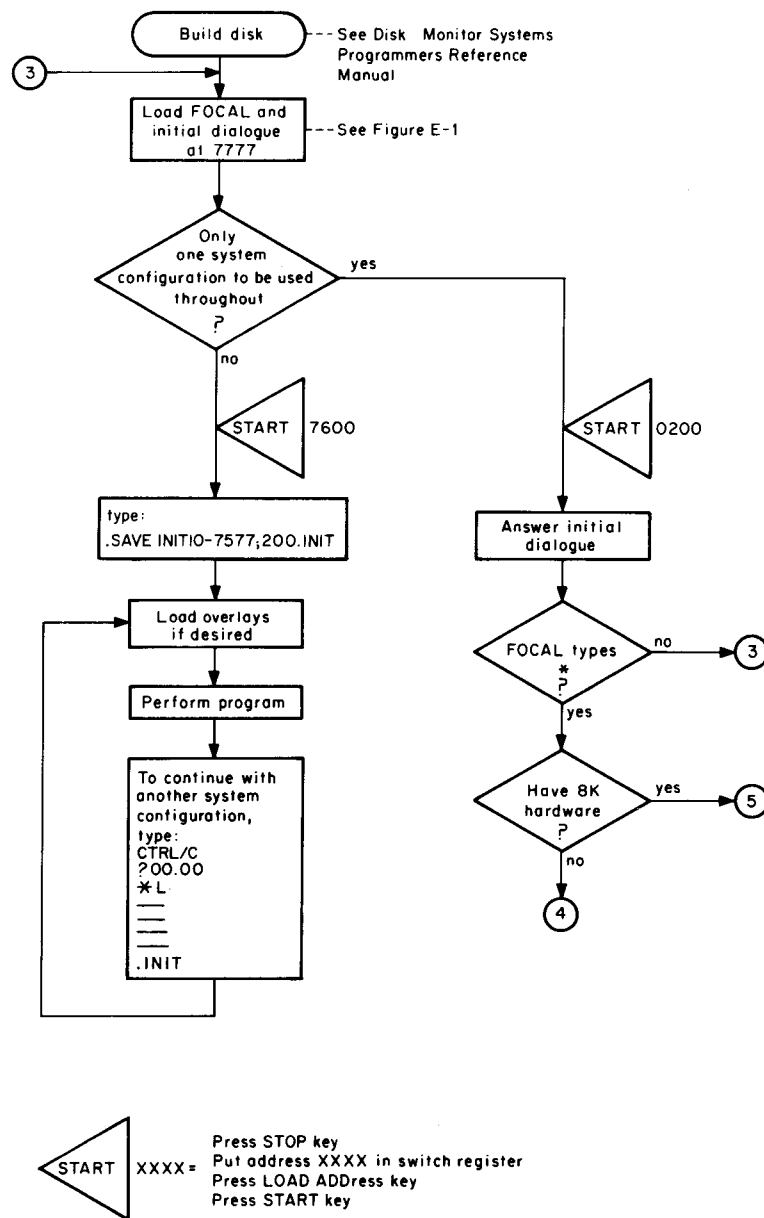 Build disk
See Disk Monitor Systems
Programmers Reference
Manual
3
Load FOCAL and
initial dialogue
at 7777
See Figure E-1
Only
one system
configuration to be used
throughout
?
yes
no
START 7600
START 0200
type:
.SAVE INIT!0-7577;200.INIT
Answer initial
dialogue
Load overlays
if desired
FOCAL types
*
?
no
3
yes
Perform program
To continue with
another system
configuration,
type:
CTRL/C
?00.00
*L
.INIT
Have 8K
hardware
?
yes
5
no
4
START XXXX =
Press STOP key
Put address XXXX in switch register
Press LOAD ADDress key
Press START key